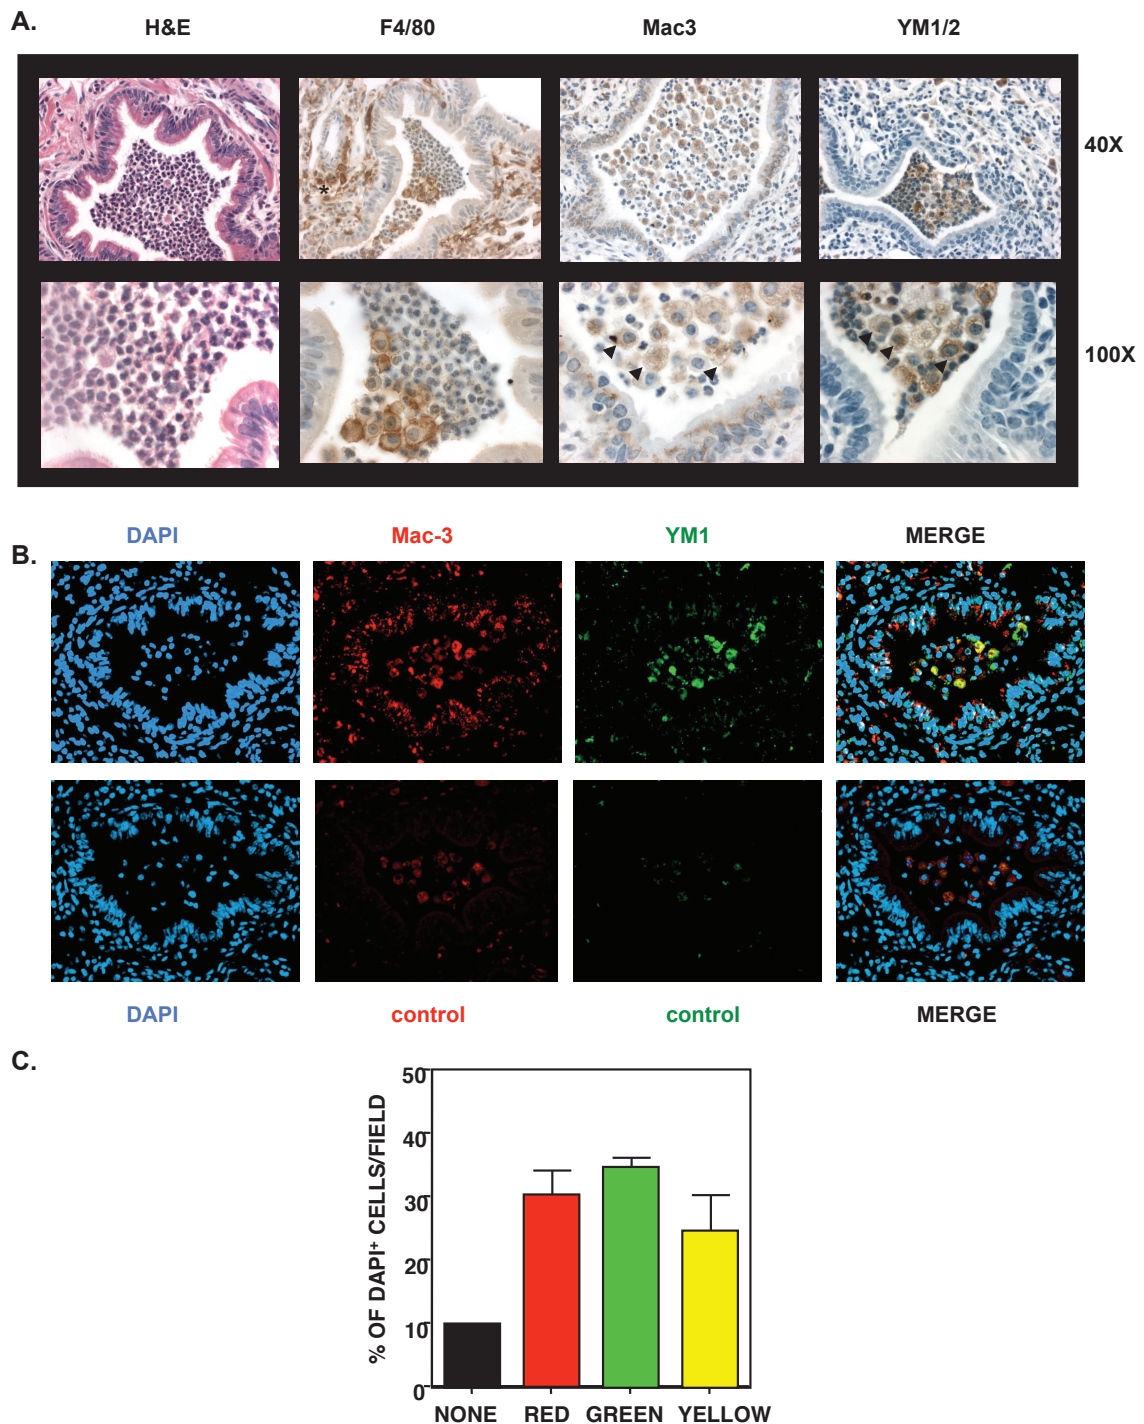 A.
H&E F4/80 Mac3 YM1/2
*
40X
100X
B.
DAPI Mac-3 YM1 MERGE
DAPI control control MERGE
C.
% OF DAPI+ CELLS/FIELD
50
40
30
20
10
0
NONE RED GREEN YELLOW